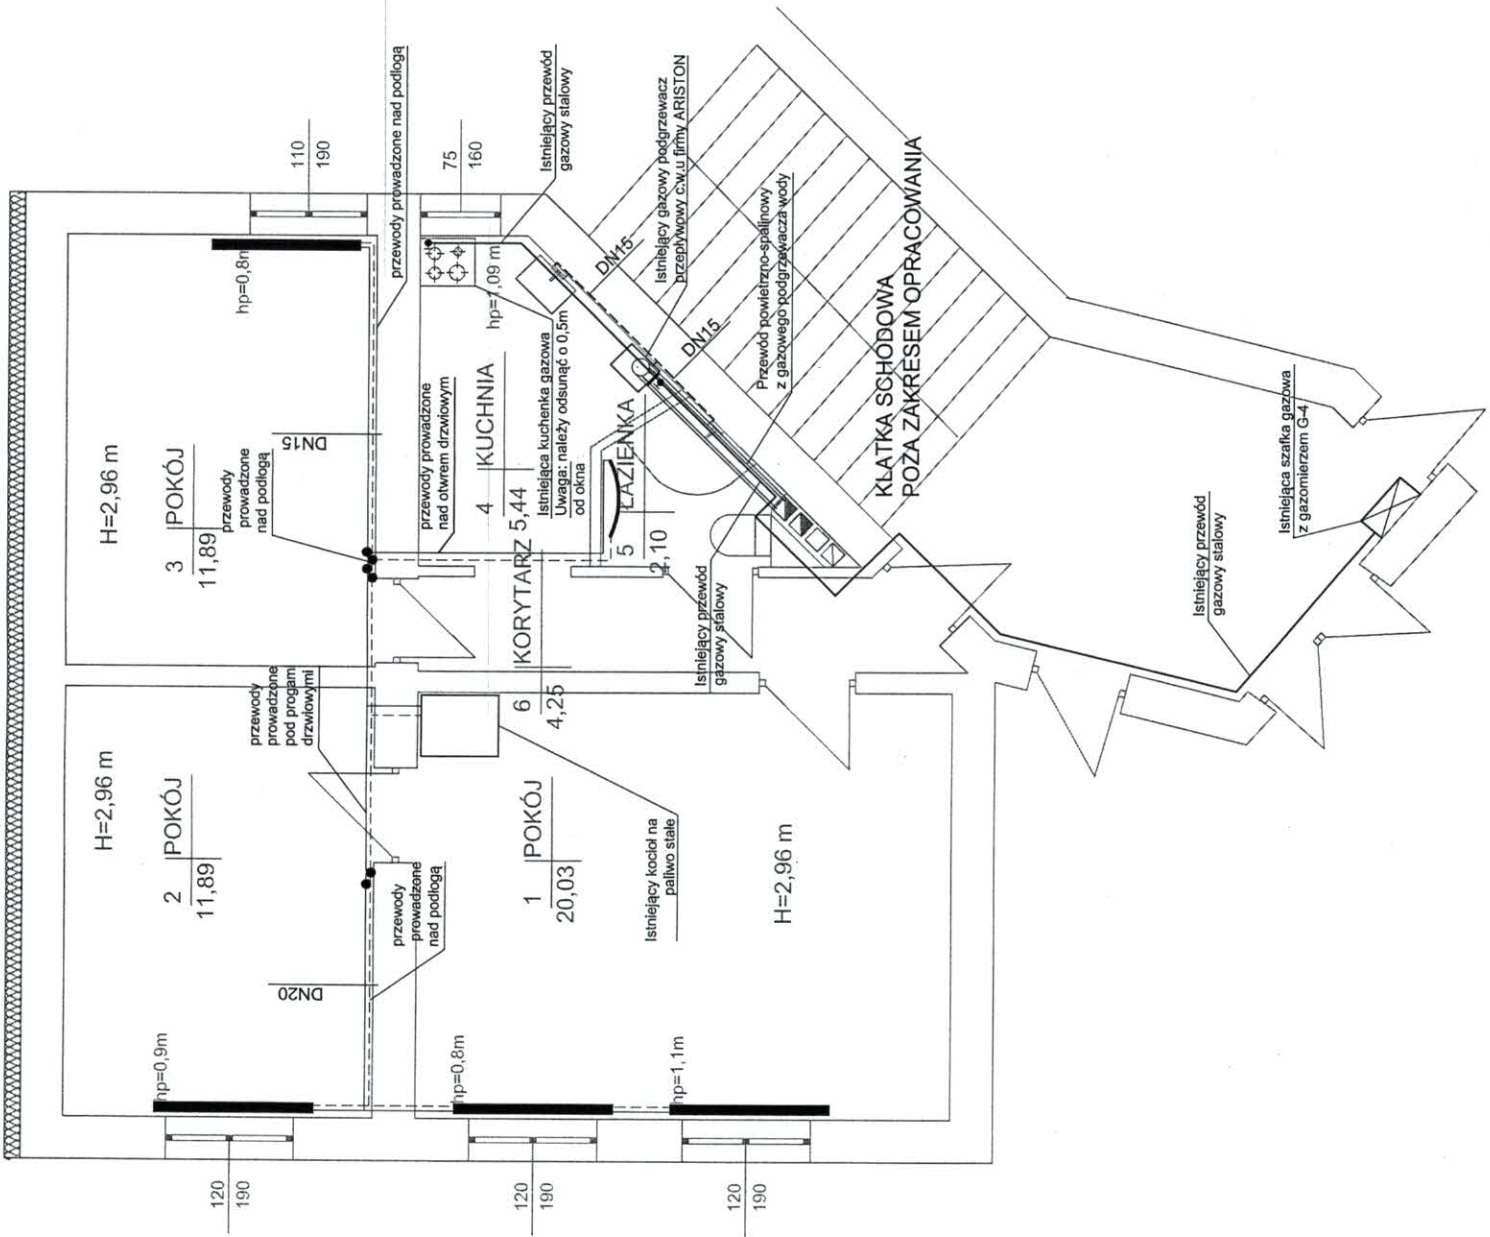 110
190
75
160
przewody prowadzone nad podłogą
Istniejący przewód
gazowy stalowy
Istniejący gazowy podgrzewacz
przepływowy c.w.u firmy ARISTON
Przewód powietrzno-spalinowy
z gazowego podgrzewacza wody
KLATKA SCHODOWA
POZA ZAKRESEM OPRACOWANIA
DN15
DN15
hp=0,8m
hp=1,09 m
H=2,96 m
3 POKÓJ
11,89
DN15
przewody
prowadzone
nad podłogą
przewody prowadzone
nad otwrem drzwiowym
4 KUCHNIA
5,44
Istniejąca kuchenka gazowa
Uwaga: należy odsunąć o 0,5m
od okna
5 ŁAZIENKA
2,10
6 KORYTARZ
4,25
Istniejący przewód
gazowy stalowy
Istniejąca szafka gazowa
z gazomierzem G-4
Istniejący przewód
gazowy stalowy
przewody
prowadzone
pod progami
drzwiowymi
H=2,96 m
2 POKÓJ
11,89
DN20
przewody
prowadzone
nad podłogą
1 POKÓJ
20,03
Istniejący kocioł na
paliwo stałe
H=2,96 m
hp=0,9m
hp=0,8m
hp=1,1m
120
190
120
190
120
190